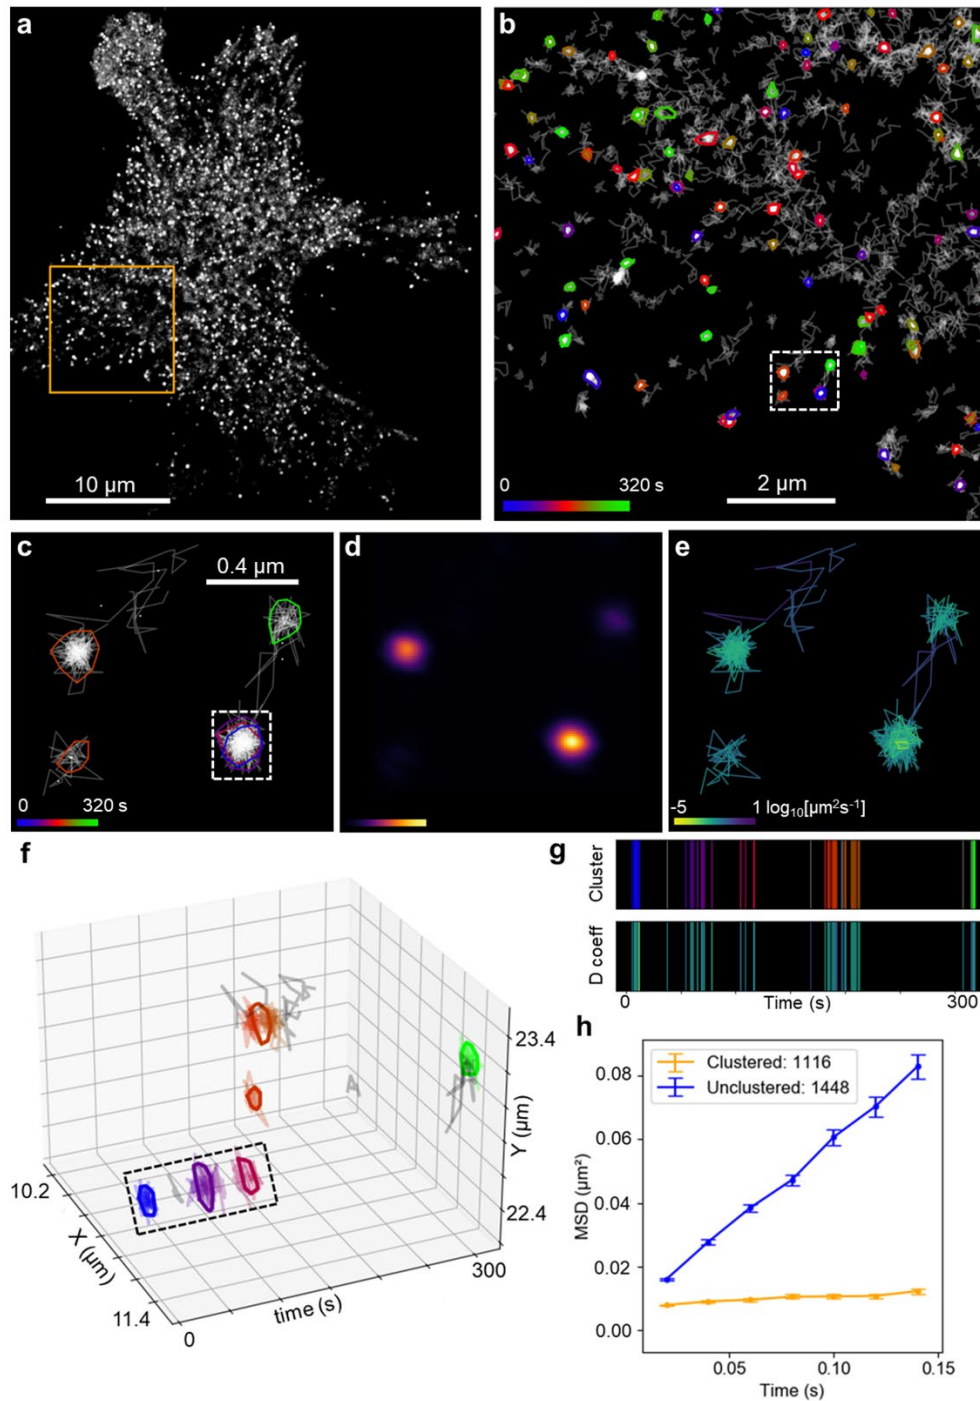 a
10 µm
b
0 320 s
2 µm
c
0.4 µm
0 320 s
d
e
-5 1 log₁₀[µm²s⁻¹]
f
23.4
Y (µm)
22.4
10.2
X (µm)
11.4
0
time (s)
300
g
Cluster
D coeff
0 Time (s) 300
h
Clustered: 1116
Unclustered: 1448
MSD (µm²)
0.08
0.06
0.04
0.02
0.00
0.05 0.10 0.15
Time (s)